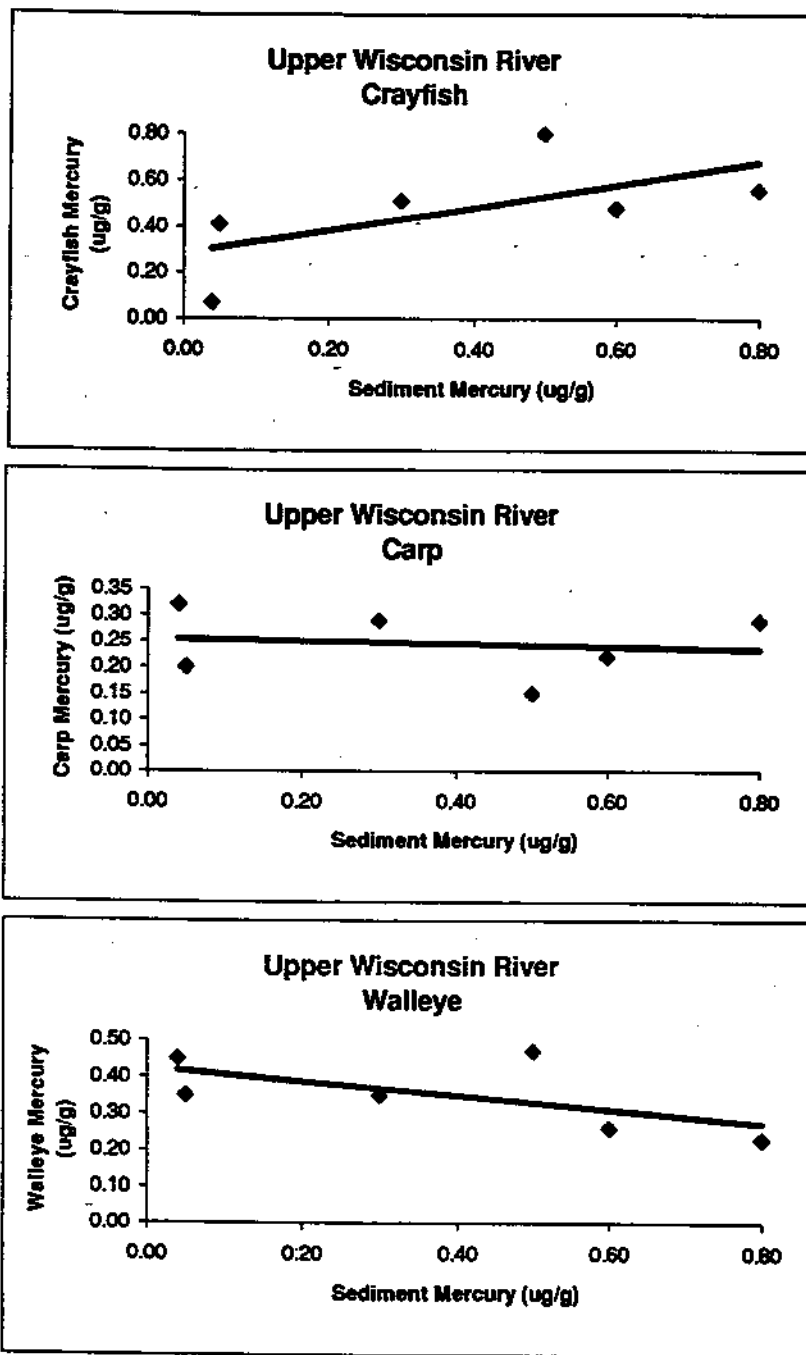 Upper Wisconsin River
Crayfish
Crayfish Mercury
(ug/g)
0.80
0.60
0.40
0.20
0.00
0.00 0.20 0.40 0.60 0.80
Sediment Mercury (ug/g)
Upper Wisconsin River
Carp
Carp Mercury (ug/g)
0.35
0.30
0.25
0.20
0.15
0.10
0.05
0.00
0.00 0.20 0.40 0.60 0.80
Sediment Mercury (ug/g)
Upper Wisconsin River
Walleye
Walleye Mercury
(ug/g)
0.50
0.40
0.30
0.20
0.10
0.00
0.00 0.20 0.40 0.60 0.80
Sediment Mercury (ug/g)